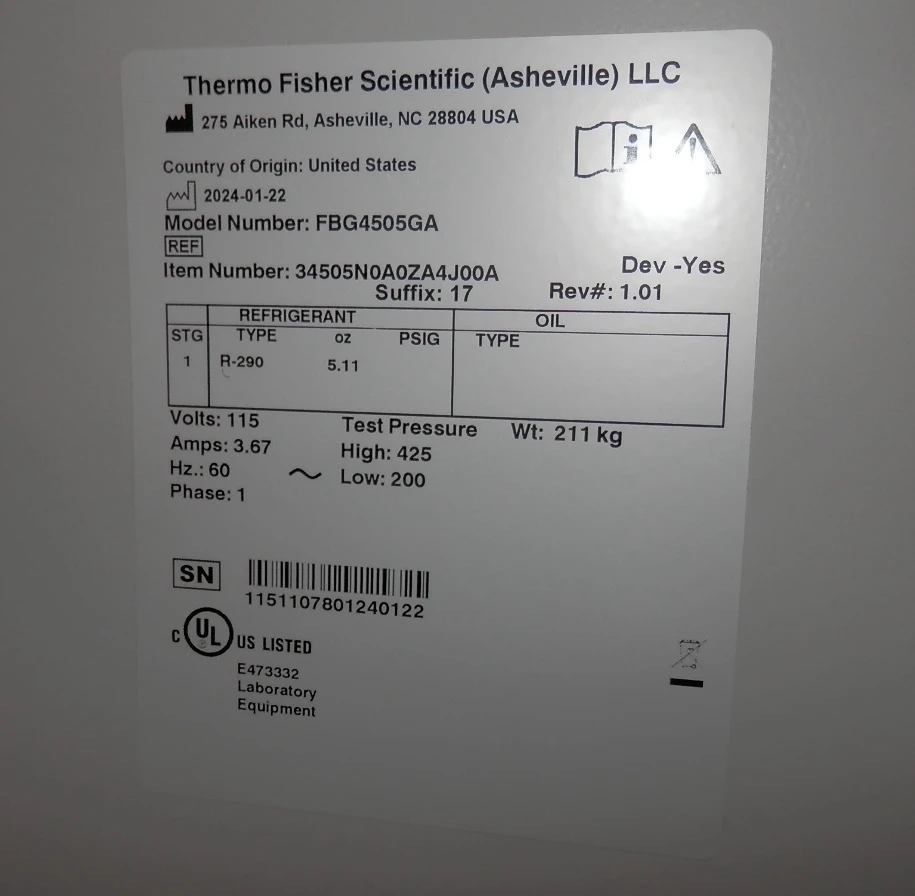 Thermo Fisher Scientific (Asheville) LLC
275 Aiken Rd, Asheville, NC 28804 USA
Country of Origin: United States
2024-01-22
Model Number: FBG4505GA
REF
Item Number: 34505N0A0ZA4J00A
Dev -Yes
Suffix: 17
Rev#: 1.01
REFRIGERANT OIL
STG TYPE oz PSIG TYPE
1 R-290 5.11
Volts: 115 Test Pressure Wt: 211 kg
Amps: 3.67 High: 425
Hz.: 60 ~ Low: 200
Phase: 1
SN
1151107801240122
C UL US LISTED
E473332
Laboratory
Equipment